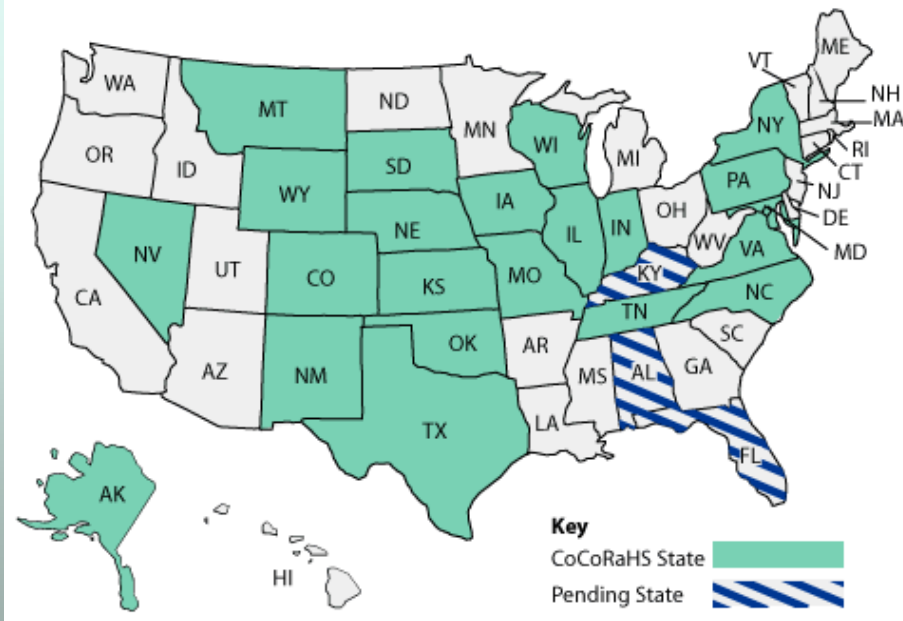 WA
MT
ND
MN
VT
ME
NH
MA
OR
ID
SD
WI
MI
NY
RI
CT
WY
IA
PA
NJ
NE
OH
DE
NV
UT
CO
KS
MO
IL
IN
WV
VA
MD
CA
KY
NC
AZ
NM
OK
AR
TN
SC
TX
LA
MS
AL
GA
FL
AK
HI
Key
CoCoRaHS State
Pending State